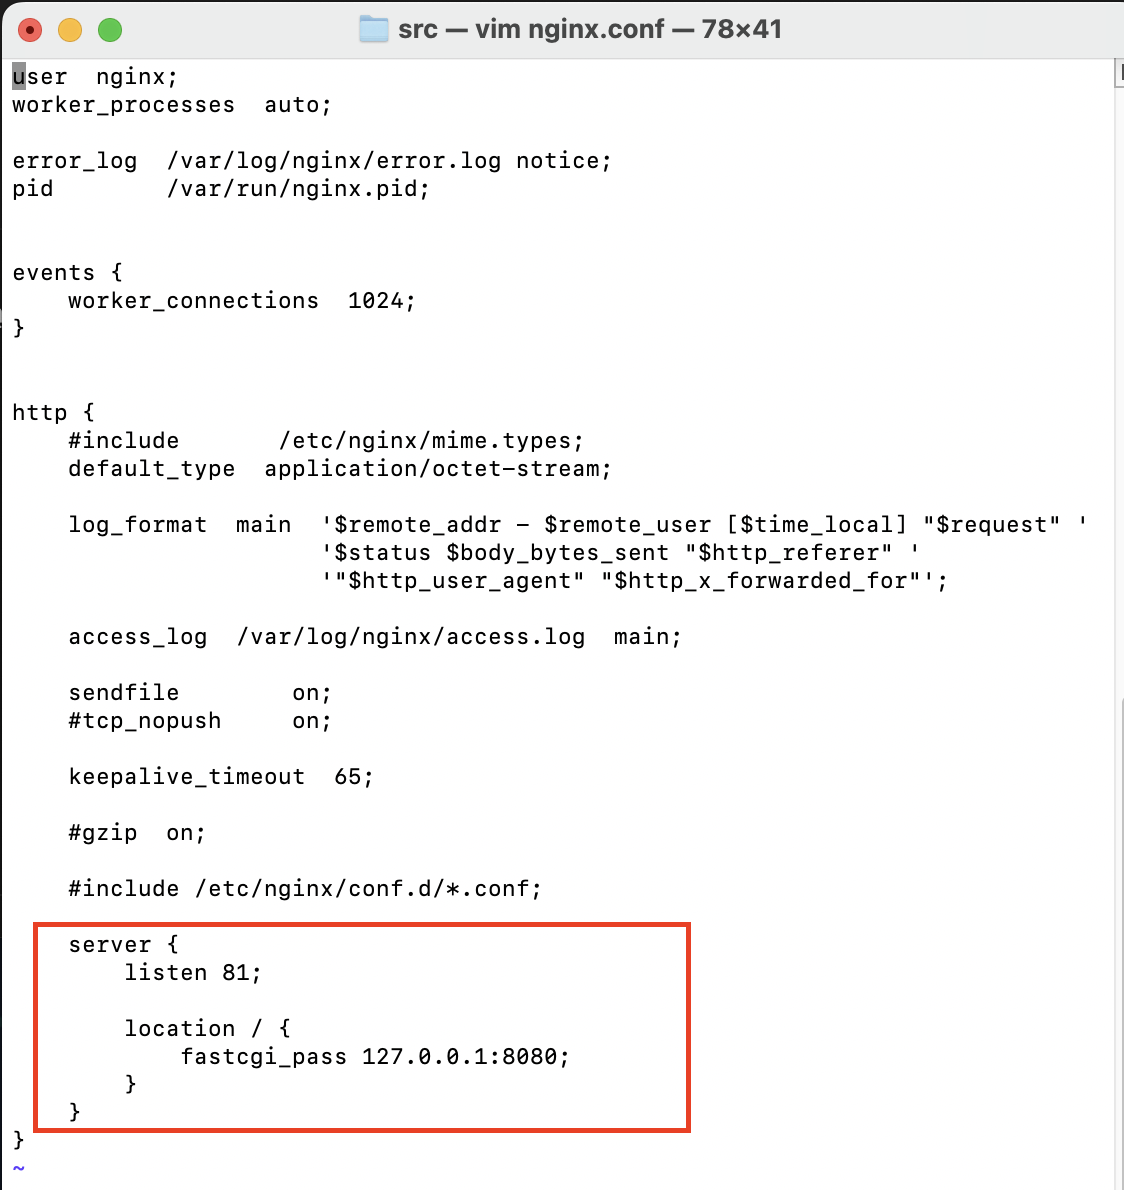 src — vim nginx.conf — 78×41
user  nginx;
worker_processes  auto;

error_log  /var/log/nginx/error.log notice;
pid        /var/run/nginx.pid;


events {
    worker_connections  1024;
}


http {
    #include       /etc/nginx/mime.types;
    default_type  application/octet-stream;

    log_format  main  '$remote_addr - $remote_user [$time_local] "$request" '
                      '$status $body_bytes_sent "$http_referer" '
                      '"$http_user_agent" "$http_x_forwarded_for"';

    access_log  /var/log/nginx/access.log  main;

    sendfile        on;
    #tcp_nopush     on;

    keepalive_timeout  65;

    #gzip  on;

    #include /etc/nginx/conf.d/*.conf;

    server {
        listen 81;

        location / {
            fastcgi_pass 127.0.0.1:8080;
        }
    }
}
~